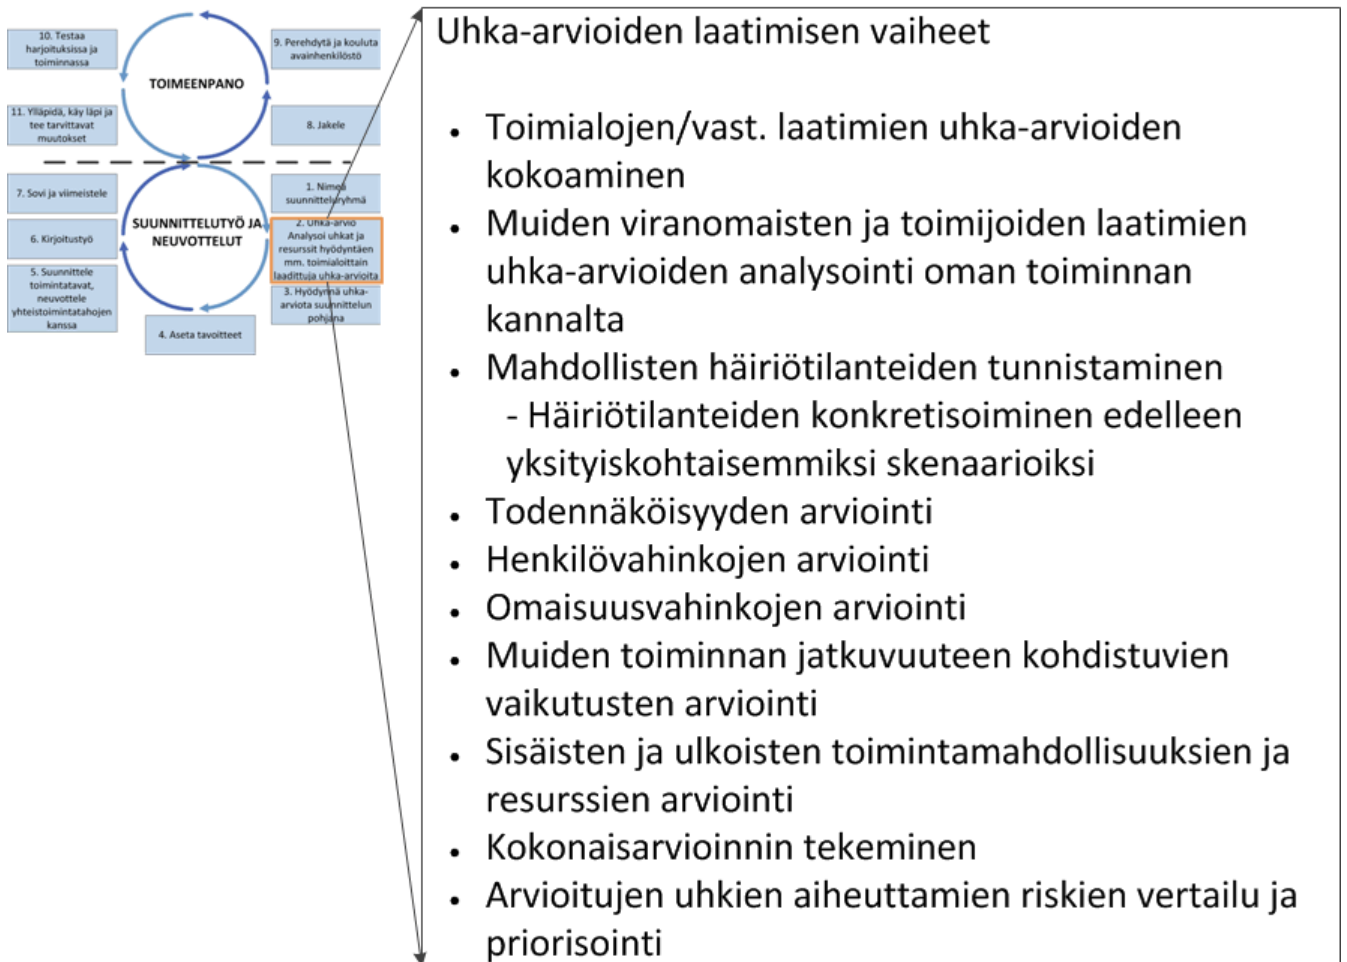 10. Testaa
harjoituksissa ja
toiminnassa
9. Perehdytä ja kouluta
avainhenkilöstö
TOIMEENPANO
11. Ylläpidä, käy läpi ja
tee tarvittavat
muutokset
8. Jakele
7. Sovi ja viimeistele
1. Nimeä
suunnitteluryhmä
SUUNNITTELUTYÖ JA
NEUVOTTELUT
2. Uhka-arvio
Analysoi uhkat ja
resurssit hyödyntäen
mm. toimialoittain
laadittuja uhka-arvioita
6. Kirjoitustyö
5. Suunnittele
toimintatavat,
neuvottele
yhteistoimintatahojen
kanssa
3. Hyödynnä uhka-
arviota suunnittelun
pohjana
4. Aseta tavoitteet
Uhka-arvioiden laatimisen vaiheet
• Toimialojen/vast. laatimien uhka-arvioiden
kokoaminen
• Muiden viranomaisten ja toimijoiden laatimien
uhka-arvioiden analysointi oman toiminnan
kannalta
• Mahdollisten häiriötilanteiden tunnistaminen
- Häiriötilanteiden konkretisoiminen edelleen
yksityiskohtaisemmiksi skenaarioiksi
• Todennäköisyyden arviointi
• Henkilövahinkojen arviointi
• Omaisuusvahinkojen arviointi
• Muiden toiminnan jatkuvuuteen kohdistuvien
vaikutusten arviointi
• Sisäisten ja ulkoisten toimintamahdollisuuksien ja
resurssien arviointi
• Kokonaisarvioinnin tekeminen
• Arvioitujen uhkien aiheuttamien riskien vertailu ja
priorisointi